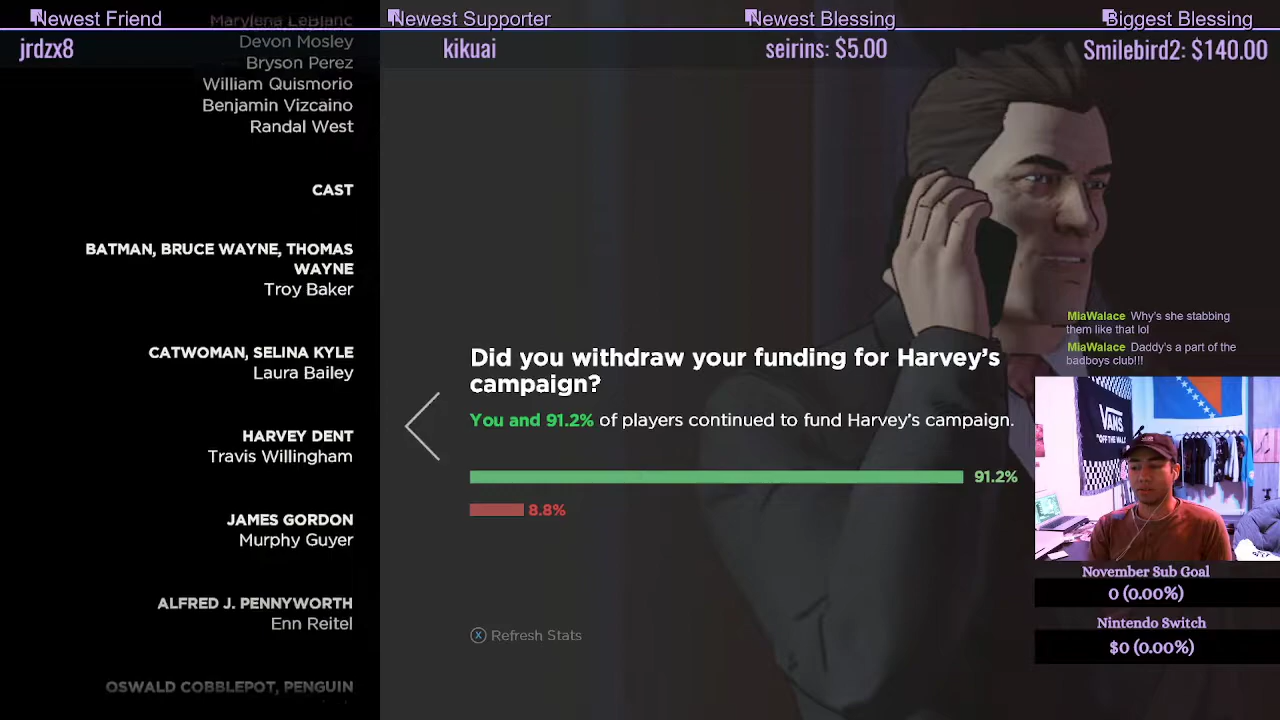 Newest Friend
Newest Supporter
Newest Blessing
Biggest Blessing
jrdzx8
kikuai
seirins: $5.00
Smilebird2: $140.00
Marylena LeBlanc
Devon Mosley
Bryson Perez
William Quismorio
Benjamin Vizcaino
Randal West
CAST
BATMAN, BRUCE WAYNE, THOMAS
WAYNE
Troy Baker
CATWOMAN, SELINA KYLE
Laura Bailey
HARVEY DENT
Travis Willingham
JAMES GORDON
Murphy Guyer
ALFRED J. PENNYWORTH
Enn Reitel
OSWALD COBBLEPOT, PENGUIN
Did you withdraw your funding for Harvey's
campaign?
You and 91.2% of players continued to fund Harvey's campaign.
91.2%
8.8%
X Refresh Stats
MiaWalace Why's she stabbing
them like that lol
MiaWalace Daddy's a part of the
badboys club!!!
VANS
"OFF THE WALL"
November Sub Goal
0 (0.00%)
Nintendo Switch
$0 (0.00%)